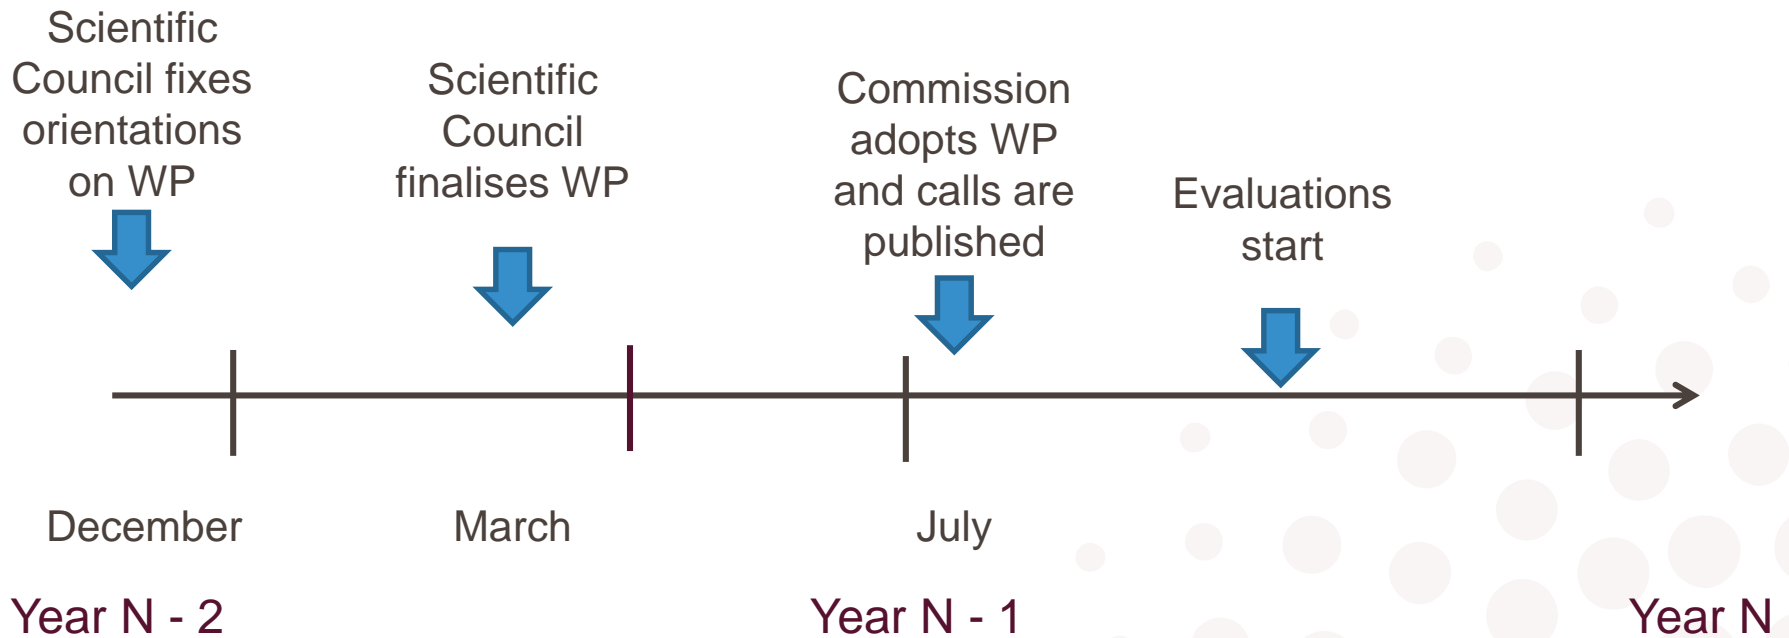 Scientific
Council fixes
orientations
on WP
Scientific
Council
finalises WP
Commission
adopts WP
and calls are
published
Evaluations
start
December
March
July
Year N - 2
Year N - 1
Year N